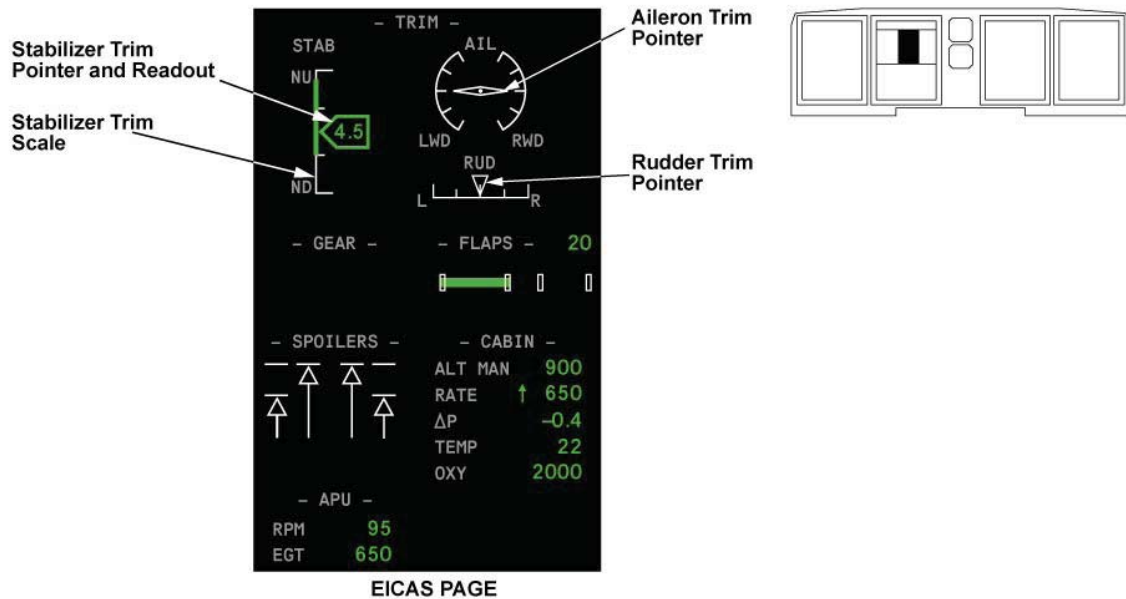 Stabilizer Trim
Pointer and Readout
Stabilizer Trim
Scale
- TRIM -
STAB
NU
4.5
ND
AIL
LWD RWD
RUD
L R
Aileron Trim
Pointer
Rudder Trim
Pointer
- GEAR - - FLAPS - 20
- SPOILERS - - CABIN -
ALT MAN 900
RATE ↑ 650
ΔP -0.4
TEMP 22
OXY 2000
- APU -
RPM 95
EGT 650
EICAS PAGE